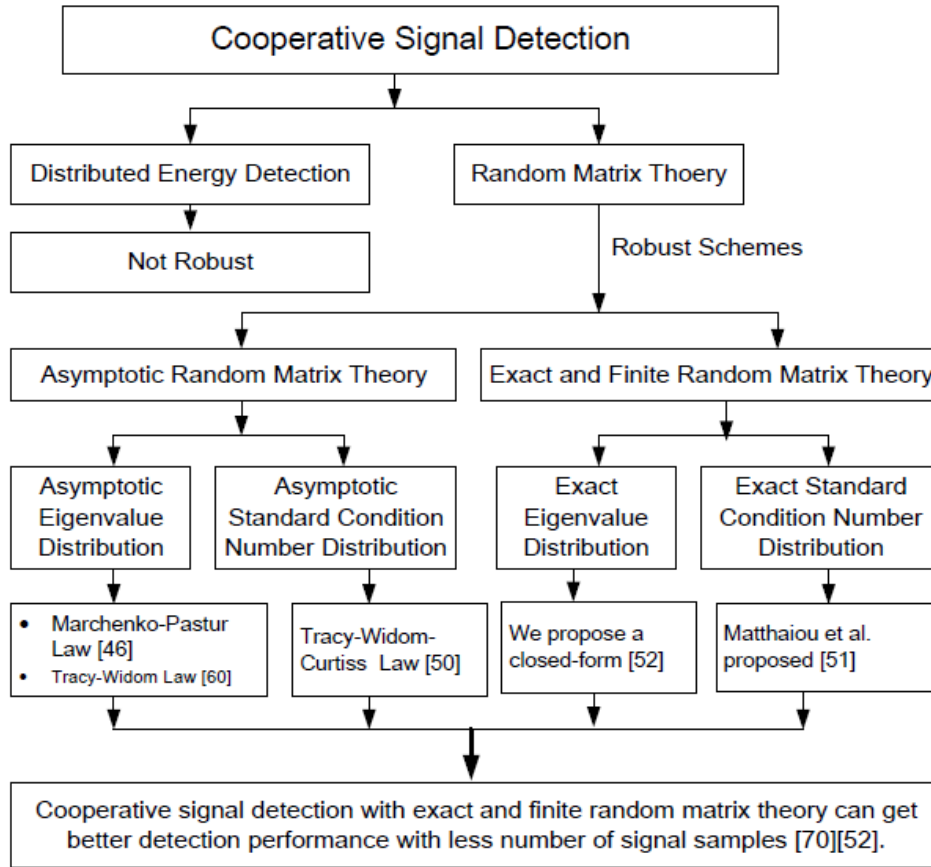 Cooperative Signal Detection
Distributed Energy Detection
Random Matrix Thoery
Not Robust
Robust Schemes
Asymptotic Random Matrix Theory
Exact and Finite Random Matrix Theory
Asymptotic
Eigenvalue
Distribution
Asymptotic
Standard Condition
Number Distribution
Exact
Eigenvalue
Distribution
Exact Standard
Condition Number
Distribution
• Marchenko-Pastur
Law [46]
• Tracy-Widom Law [60]
Tracy-Widom-
Curtiss Law [50]
We propose a
closed-form [52]
Matthaiou et al.
proposed [51]
Cooperative signal detection with exact and finite random matrix theory can get
better detection performance with less number of signal samples [70][52].